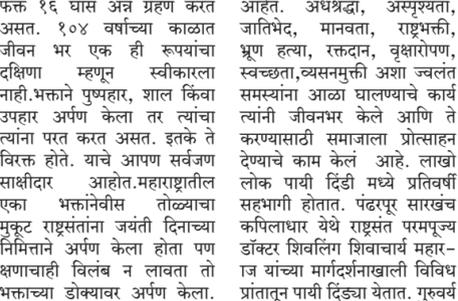 फक्त १६ घास अन्न ग्रहण करत
असत. १०४ वर्षाच्या काळात
जीवन भर एक ही रूपयांचा
दक्षिणा म्हणून स्वीकारला
नाही.भक्ताने पुष्पहार, शाल किंवा
उपहार अर्पण केला तर त्यांचा
त्यांना परत करत असत. इतके ते
विरक्त होते. याचे आपण सर्वजण
साक्षीदार आहोत.महाराष्ट्रातील
एका भक्तांनेवीस तोळ्याचा
मुकूट राष्ट्रसंतांना जयंती दिनाच्या
निमित्ताने अर्पण केला होता पण
क्षणाचाही विलंब न लावता तो
भक्ताच्या डोक्यावर अर्पण केला.
आहेत. अंधश्रद्धा, अस्पृश्यता,
जातिभेद, मानवता, राष्ट्रभक्ती,
भ्रूण हत्या, रक्तदान, वृक्षारोपण,
स्वच्छता,व्यसनमुक्ती अशा ज्वलंत
समस्यांना आळा घालण्याचे कार्य
त्यांनी जीवनभर केले आणि ते
करण्यासाठी समाजाला प्रोत्साहन
देण्याचे काम केलं आहे. लाखो
लोक पायी दिंडी मध्ये प्रतिवर्षी
सहभागी होतात. पंढरपूर सारखंच
कपिलाधार येथे राष्ट्रसंत परमपूज्य
डॉक्टर शिवलिंग शिवाचार्य महार-
ाज यांच्या मार्गदर्शनाखाली विविध
प्रांतातून पायी दिंड्या येतात. गुरुवर्य